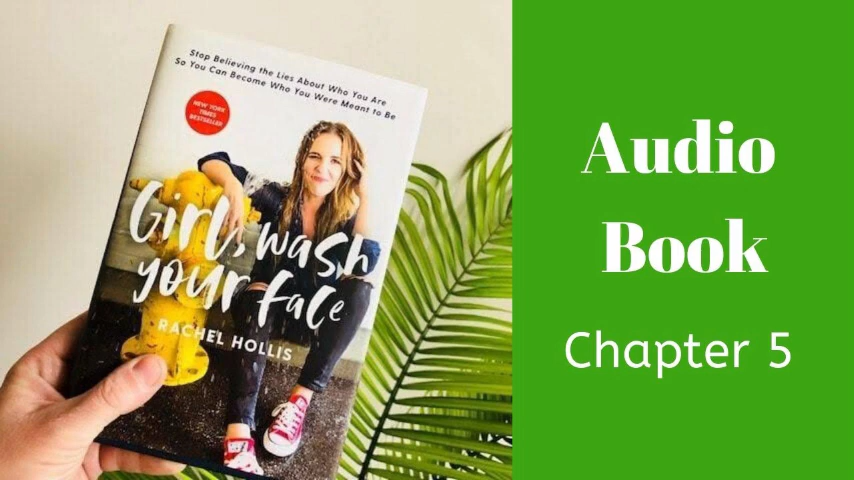 Stop Believing the Lies About Who You Are
So You Can Become Who You Were Meant to Be
NEW YORK
TIMES
BESTSELLER
Girl, wash
your face
RACHEL HOLLIS
Audio
Book
Chapter 5